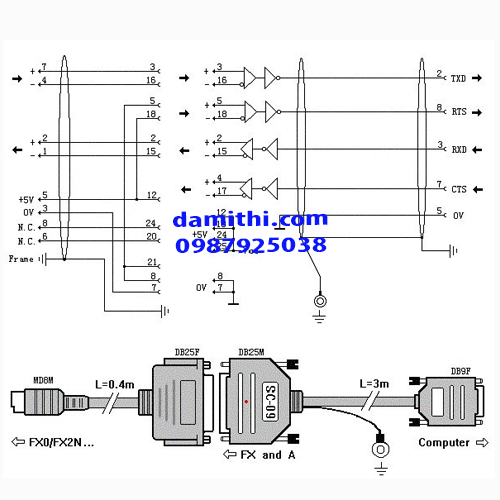 + 7 3 + 3 2 TXD
- 4 16 - 16
5 + 5 8 RTS
18 - 18
+ 2 2 + 2 3 RXD
- 1 15 - 15
+ 4 7 CTS
- 17
+5V 5 12 12 5 0V
0V 3
N.C. 8 24 +5V 24
N.C. 6 20
damithi.com
0987925038
Frame
21
8 8
7 0V 7
DB25F DB25M
MD8M L=0.4m SC-09 L=3m DB9F
FX0/FX2N... FX and A Computer